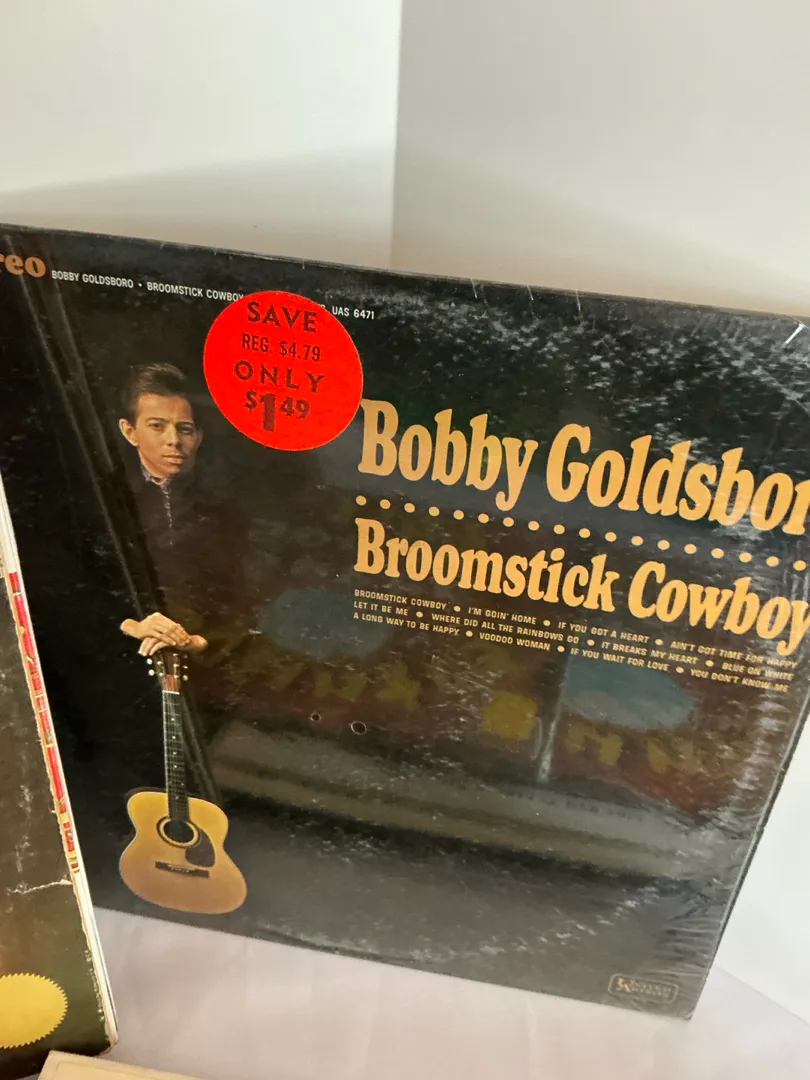 reo BOBBY GOLDSBORO • BROOMSTICK COWBOY UAS 6471
SAVE
REG. $4.79
ONLY
$1.49
Bobby Goldsbor
Broomstick Cowboy
BROOMSTICK COWBOY • I'M GOIN' HOME • IF YOU GOT A HEART • AIN'T GOT TIME FOR HAPPY
LET IT BE ME • WHERE DID ALL THE RAINBOWS GO • IT BREAKS MY HEART • BLUE ON WHITE
A LONG WAY TO BE HAPPY • VOODOO WOMAN • IF YOU WAIT FOR LOVE • YOU DON'T KNOW ME
UNITED
ARTISTS